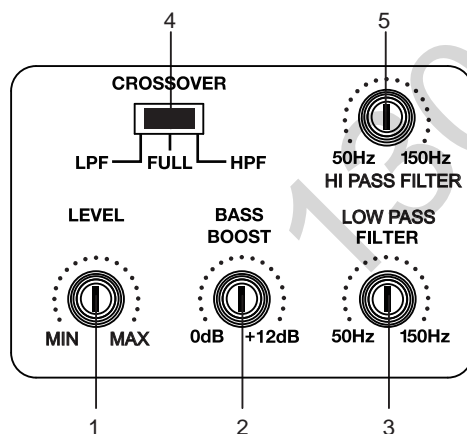 4 5
CROSSOVER
LPF FULL HPF
50Hz 150Hz
HI PASS FILTER
LEVEL
BASS
BOOST
LOW PASS
FILTER
MIN MAX
0dB +12dB
50Hz 150Hz
1 2 3
130